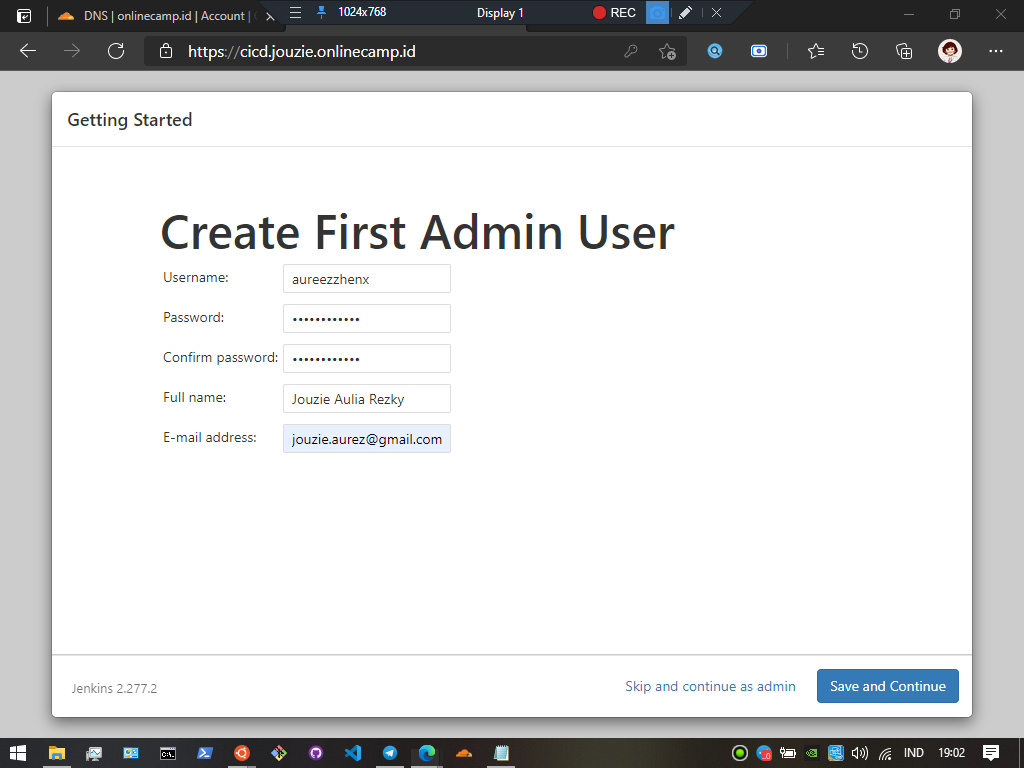 DNS | onlinecamp.id | Account |
1024x768
Display 1
REC
https://cicd.jouzie.onlinecamp.id
Getting Started
Create First Admin User
Username: aureezzhenx
Password: ••••••••••••
Confirm password: ••••••••••••
Full name: Jouzie Aulia Rezky
E-mail address: jouzie.aurez@gmail.com
Jenkins 2.277.2
Skip and continue as admin
Save and Continue
IND
19:02